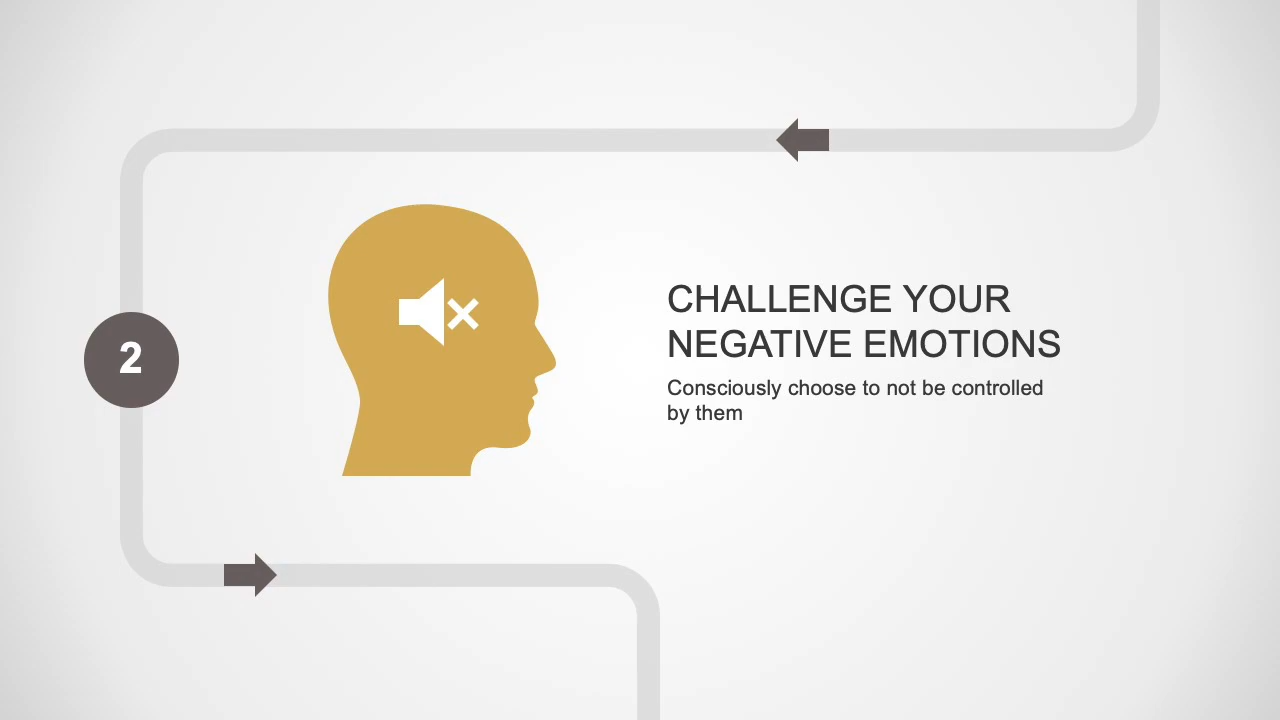 2
CHALLENGE YOUR
NEGATIVE EMOTIONS
Consciously choose to not be controlled
by them